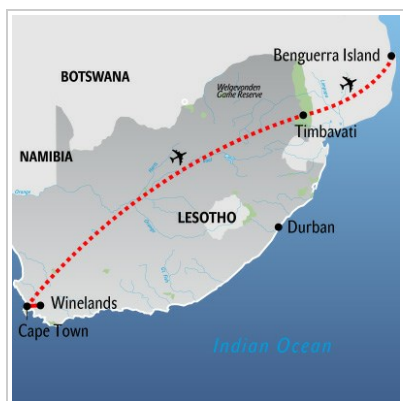 Benguerra Island
BOTSWANA
Welgevonden
Game Reserve
Timbavati
NAMIBIA
LESOTHO
Durban
Winelands
Cape Town
Indian Ocean